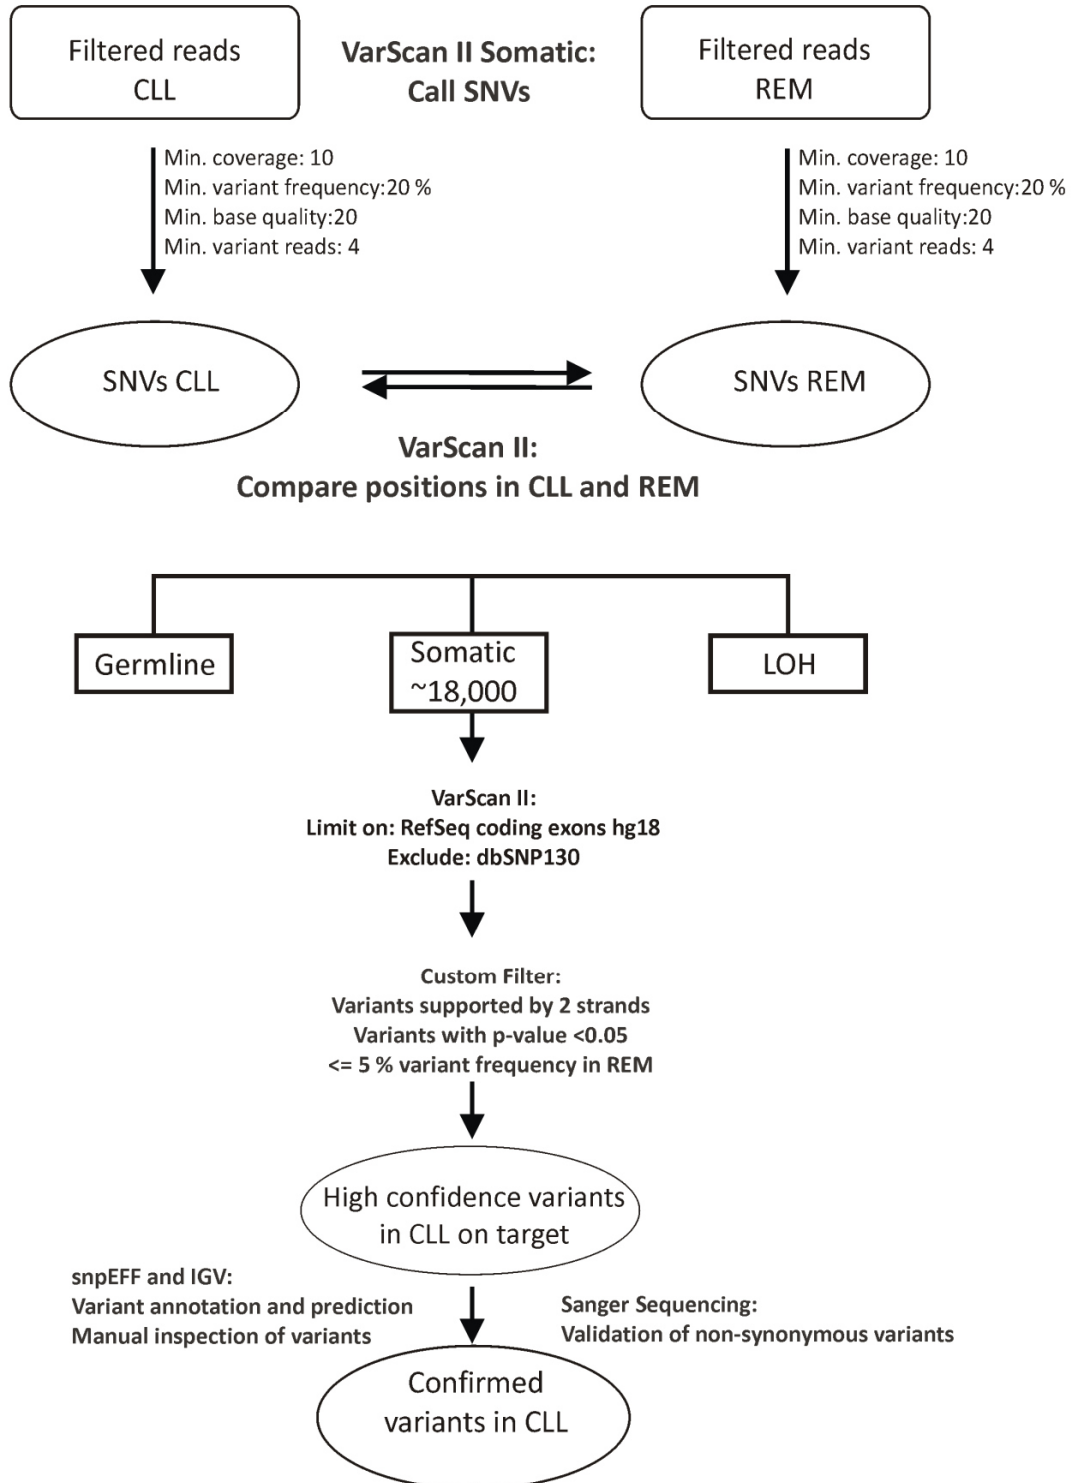 Filtered reads
CLL
VarScan II Somatic:
Call SNVs
Filtered reads
REM
Min. coverage: 10
Min. variant frequency:20 %
Min. base quality:20
Min. variant reads: 4
Min. coverage: 10
Min. variant frequency:20 %
Min. base quality:20
Min. variant reads: 4
SNVs CLL
SNVs REM
VarScan II:
Compare positions in CLL and REM
Germline
Somatic
~18,000
LOH
VarScan II:
Limit on: RefSeq coding exons hg18
Exclude: dbSNP130
Custom Filter:
Variants supported by 2 strands
Variants with p-value <0.05
<= 5 % variant frequency in REM
High confidence variants
in CLL on target
snpEFF and IGV:
Variant annotation and prediction
Manual inspection of variants
Sanger Sequencing:
Validation of non-synonymous variants
Confirmed
variants in CLL